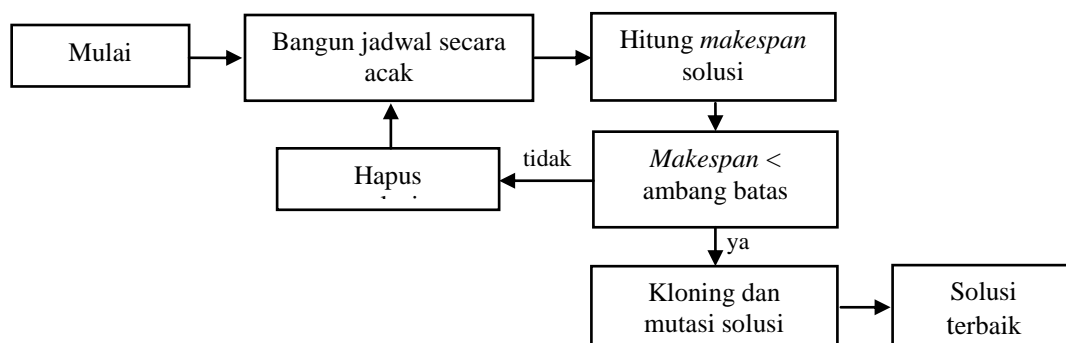 Mulai
Bangun jadwal secara
acak
Hitung makespan
solusi
Hapus
tidak
Makespan <
ambang batas
ya
Kloning dan
mutasi solusi
Solusi
terbaik